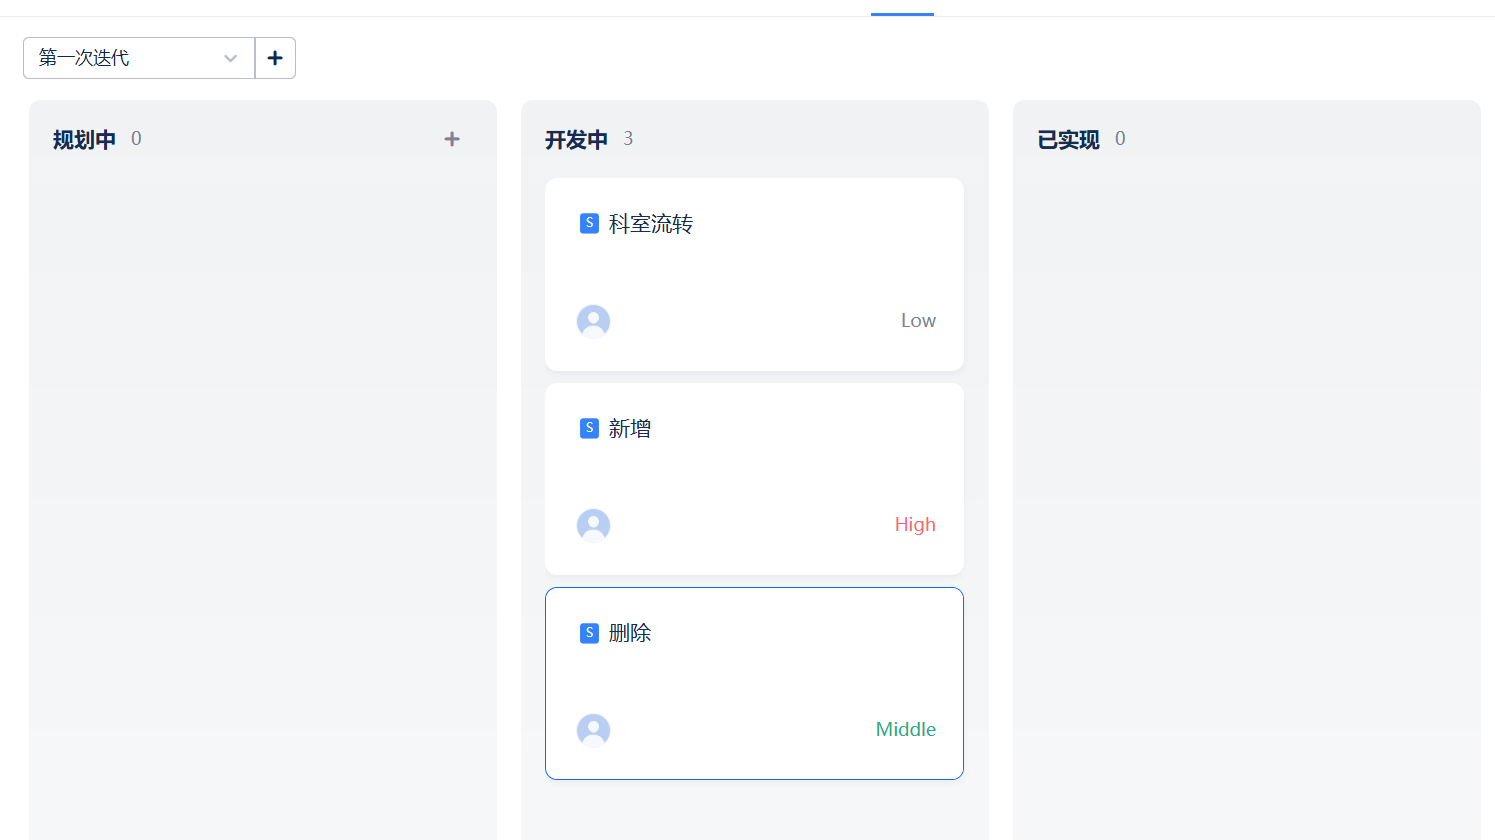 第一次迭代
规划中 0
开发中 3
S 科室流转
Low
S 新增
High
S 删除
Middle
已实现 0